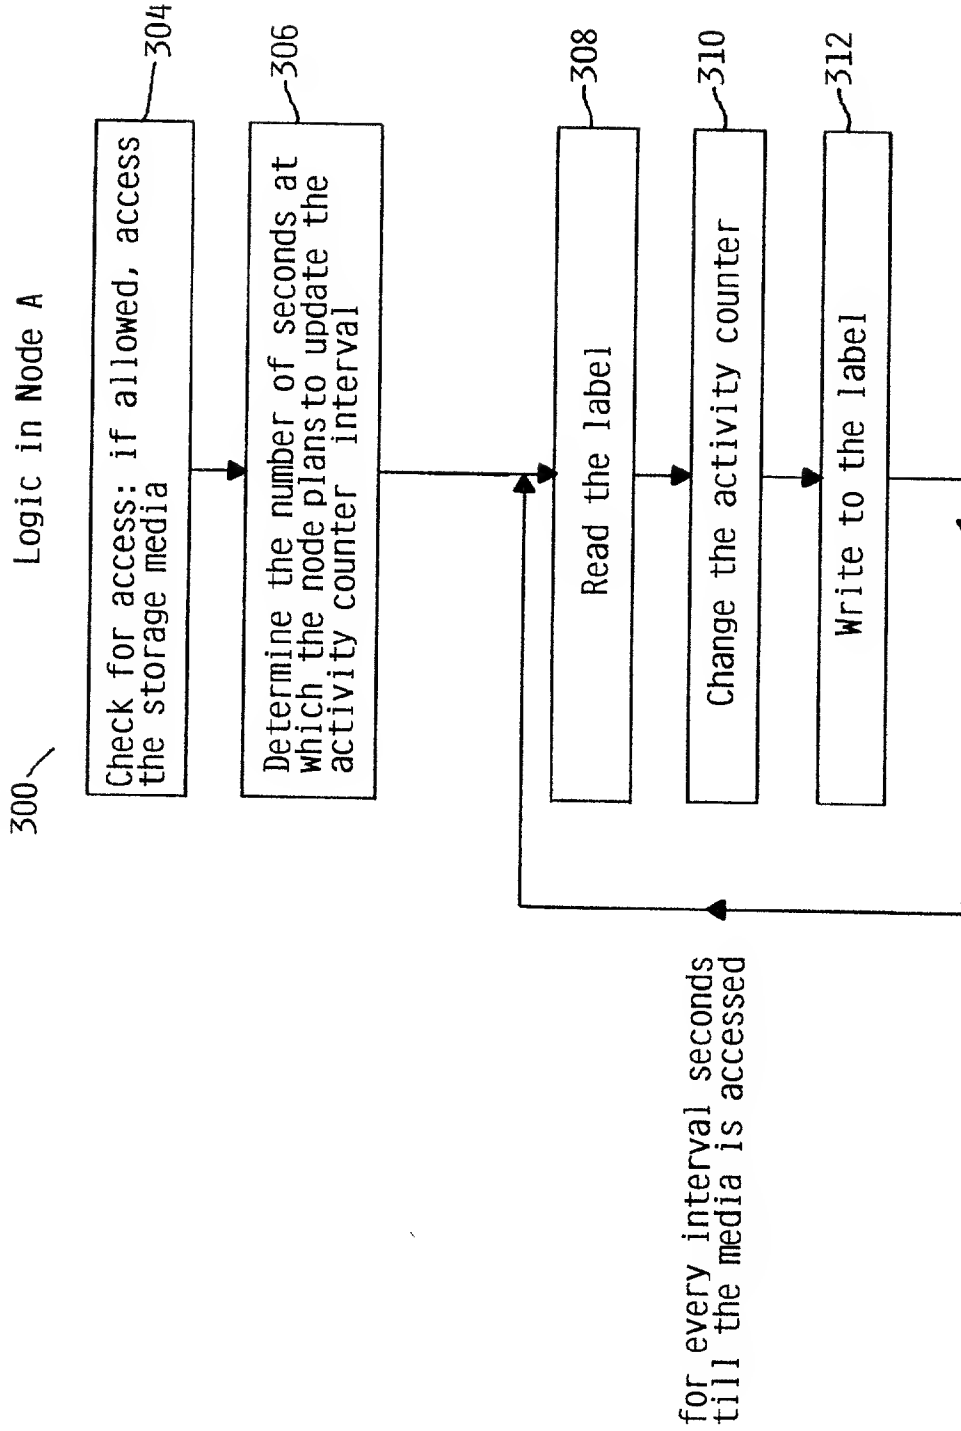 300
Logic in Node A
Check for access: if allowed, access
the storage media
304
Determine the number of seconds at
which the node plans to update the
activity counter interval
306
Read the label
308
for every interval seconds
till the media is accessed
Change the activity counter
310
Write to the label
312